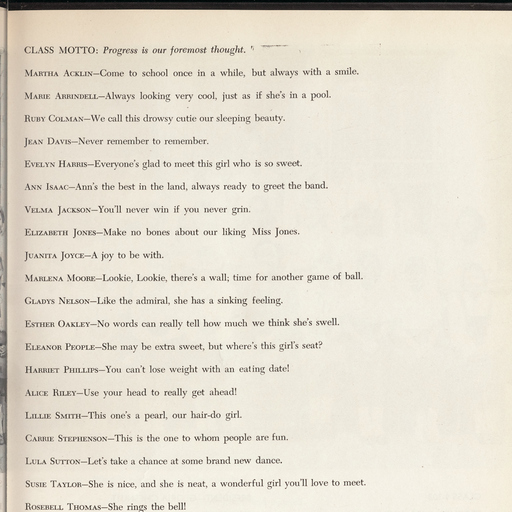 CLASS MOTTO: Progress is our foremost thought.
MARTHA ACKLIN—Come to school once in a while, but always with a smile.
MARIE ARRINDELL—Always looking very cool, just as if she's in a pool.
RUBY COLMAN—We call this drowsy cutie our sleeping beauty.
JEAN DAVIS—Never remember to remember.
EVELYN HARRIS—Everyone's glad to meet this girl who is so sweet.
ANN ISAAC—Ann's the best in the land, always ready to greet the band.
VELMA JACKSON—You'll never win if you never grin.
ELIZABETH JONES—Make no bones about our liking Miss Jones.
JUANITA JOYCE—A joy to be with.
MARLENA MOORE—Lookie, Lookie, there's a wall; time for another game of ball.
GLADYS NELSON—Like the admiral, she has a sinking feeling.
ESTHER OAKLEY—No words can really tell how much we think she's swell.
ELEANOR PEOPLE—She may be extra sweet, but where's this girl's seat?
HARRIET PHILLIPS—You can't lose weight with an eating date!
ALICE RILEY—Use your head to really get ahead!
LILLIE SMITH—This one's a pearl, our hair-do girl.
CARRIE STEPHENSON—This is the one to whom people are fun.
LULA SUTTON—Let's take a chance at some brand new dance.
SUSIE TAYLOR—She is nice, and she is neat, a wonderful girl you'll love to meet.
ROSEBELL THOMAS—She rings the bell!